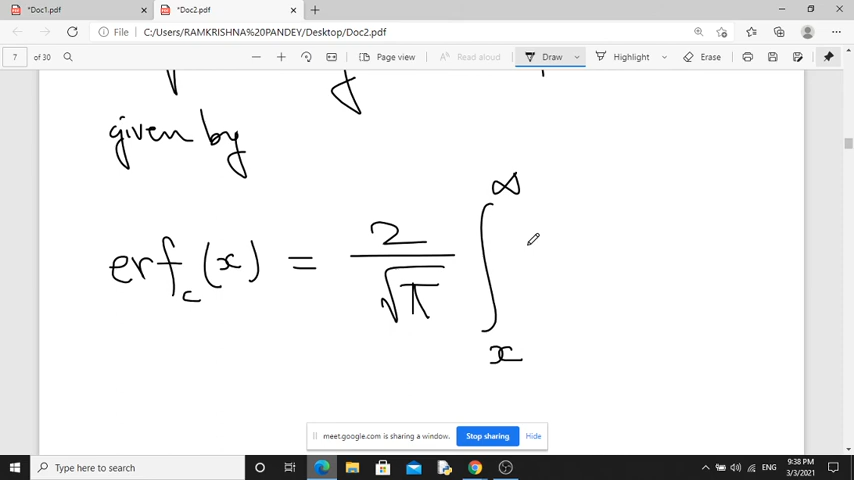 *Doc1.pdf
*Doc2.pdf
File
C:/Users/RAMKRISHNA%20PANDEY/Desktop/Doc2.pdf
7 of 30
Page view
Read aloud
Draw
Highlight
Erase
given by
erf_c(x) = 2/√π ∫_x^∞
meet.google.com is sharing a window.
Stop sharing
Hide
Type here to search
ENG
9:38 PM
3/3/2021